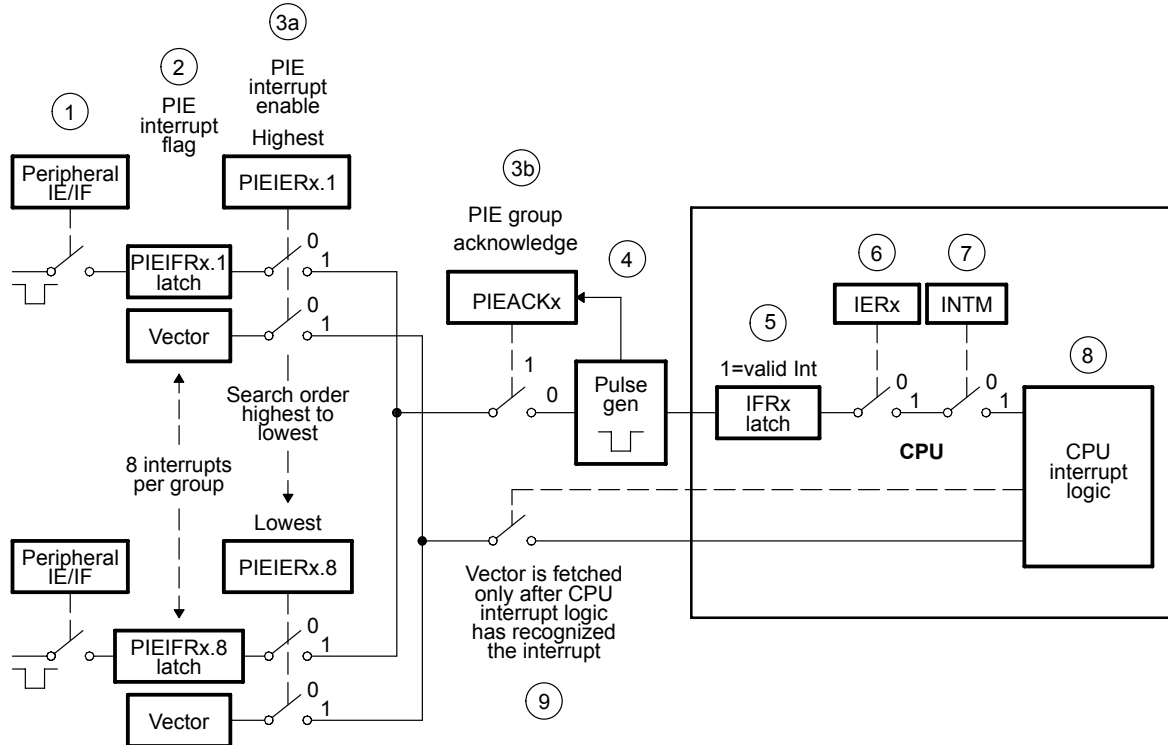 1
Peripheral
IE/IF
2
PIE
interrupt
flag
3a
PIE
interrupt
enable
Highest
PIEIERx.1
PIEIFRx.1
latch
0
1
Vector
0
1
8 interrupts
per group
Search order
highest to
lowest
Lowest
Peripheral
IE/IF
PIEIERx.8
PIEIFRx.8
latch
0
1
Vector
0
1
3b
PIE group
acknowledge
PIEACKx
1
0
4
Pulse
gen
5
1=valid Int
IFRx
latch
6
IERx
0
1
7
INTM
0
1
CPU
8
CPU
interrupt
logic
Vector is fetched
only after CPU
interrupt logic
has recognized
the interrupt
9